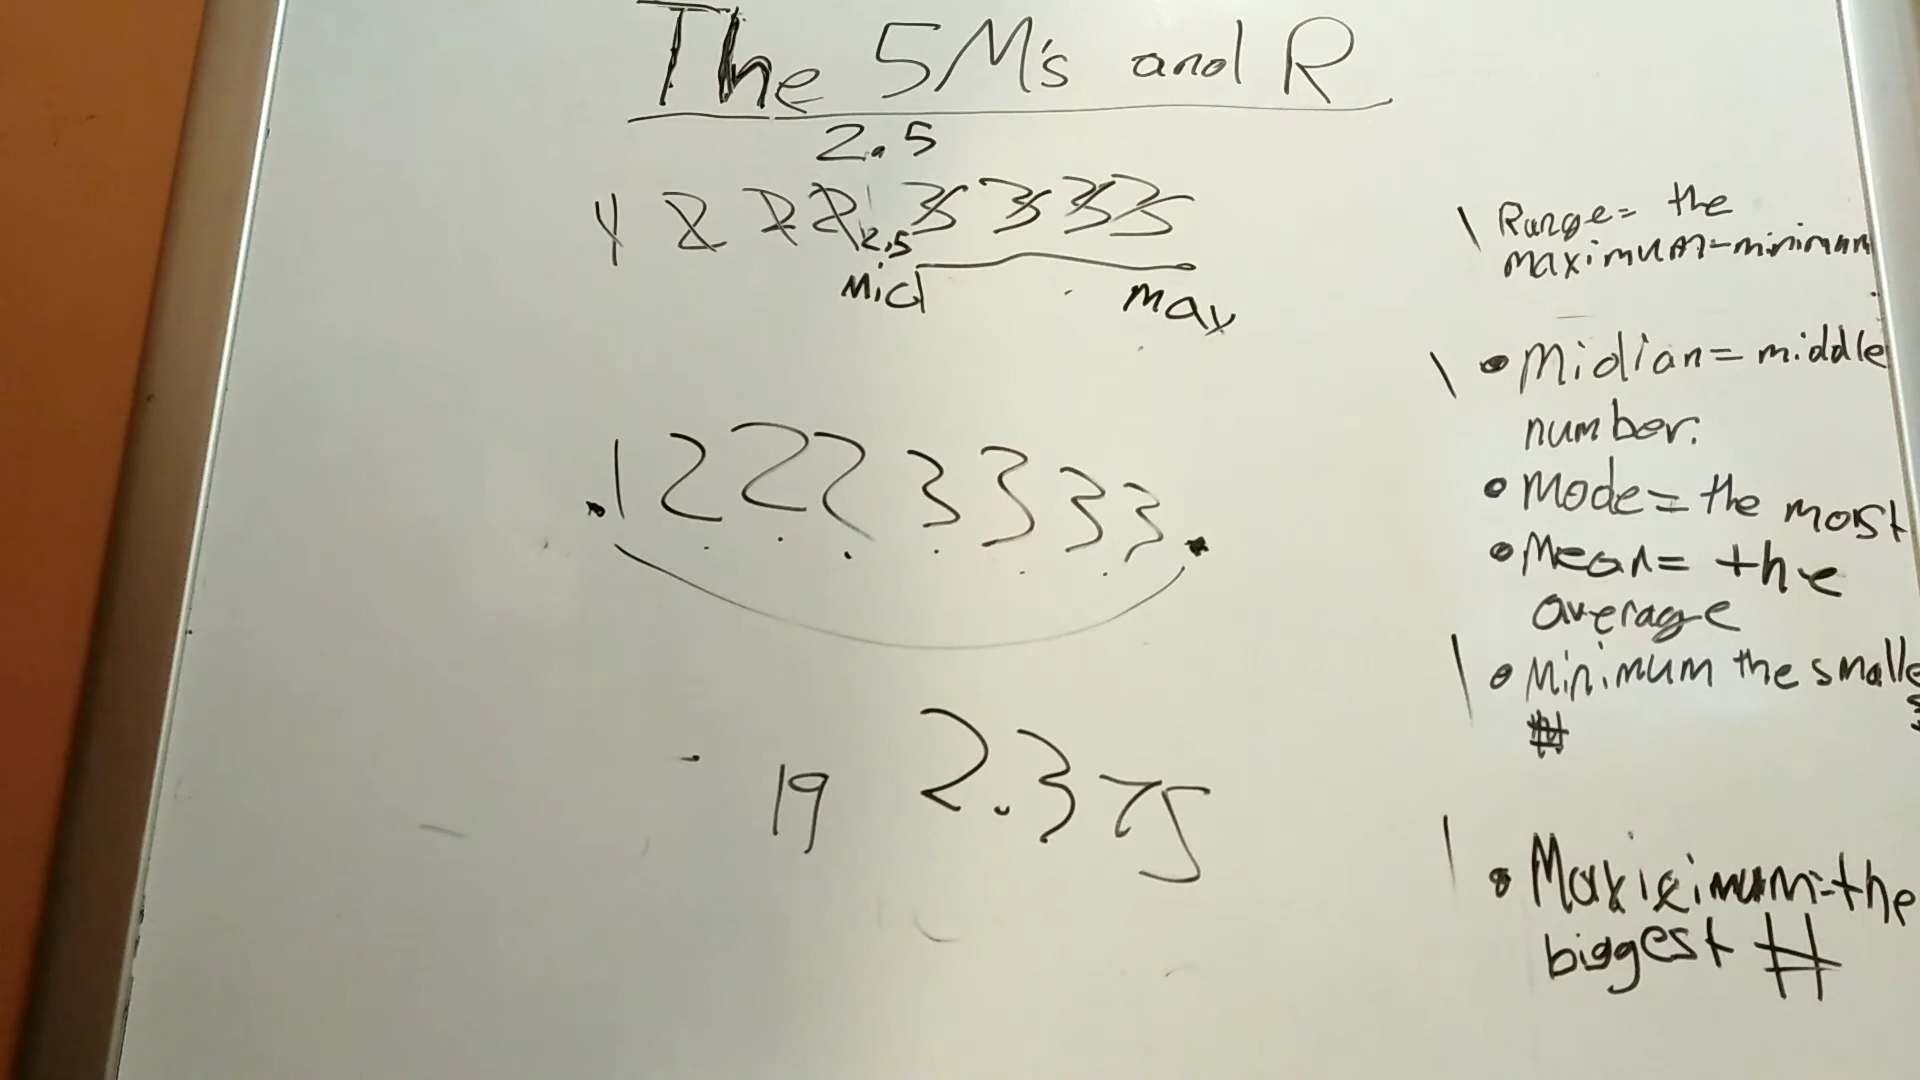 The 5M's and R
2.5
1 2 2 2 2.5 3 3 3 3
Mid max
1 2 2 2 3 3 3 3
19 2.375
Range= the
maximum-minimum
Midian= middle
number.
Mode= the most
Mean= the
average
Minimum the smalle
#
Maximum=the
biggest #